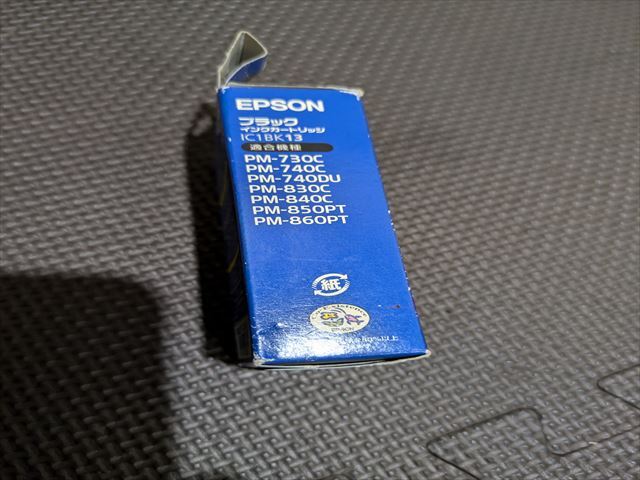 EPSON
ブラック
インクカートリッジ
IC1BK13
適合機種
PM-730C
PM-740C
PM-740DU
PM-830C
PM-840C
PM-850PT
PM-860PT
紙